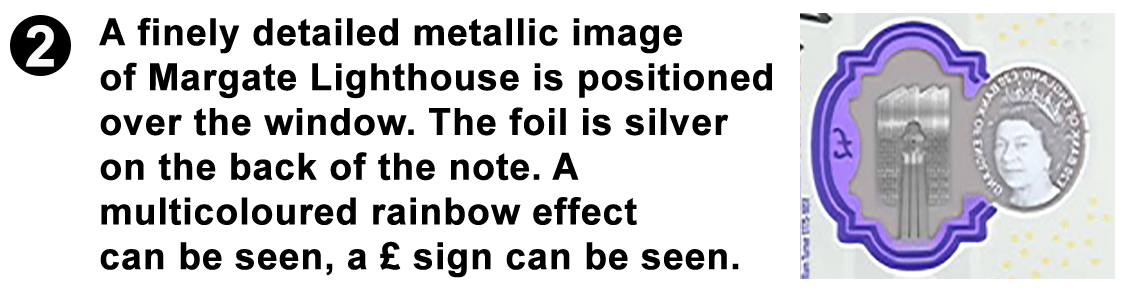 2
A finely detailed metallic image
of Margate Lighthouse is positioned
over the window. The foil is silver
on the back of the note. A
multicoloured rainbow effect
can be seen, a £ sign can be seen.
£